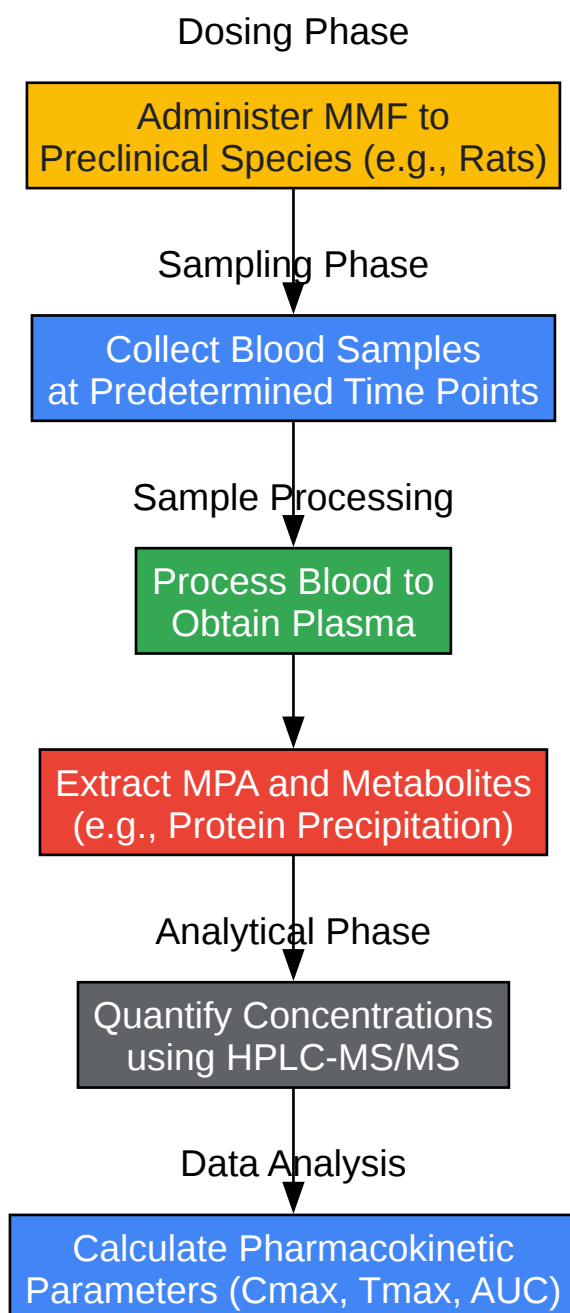 Dosing Phase
Administer MMF to
Preclinical Species (e.g., Rats)
Sampling Phase
Collect Blood Samples
at Predetermined Time Points
Sample Processing
Process Blood to
Obtain Plasma
Extract MPA and Metabolites
(e.g., Protein Precipitation)
Analytical Phase
Quantify Concentrations
using HPLC-MS/MS
Data Analysis
Calculate Pharmacokinetic
Parameters (Cmax, Tmax, AUC)